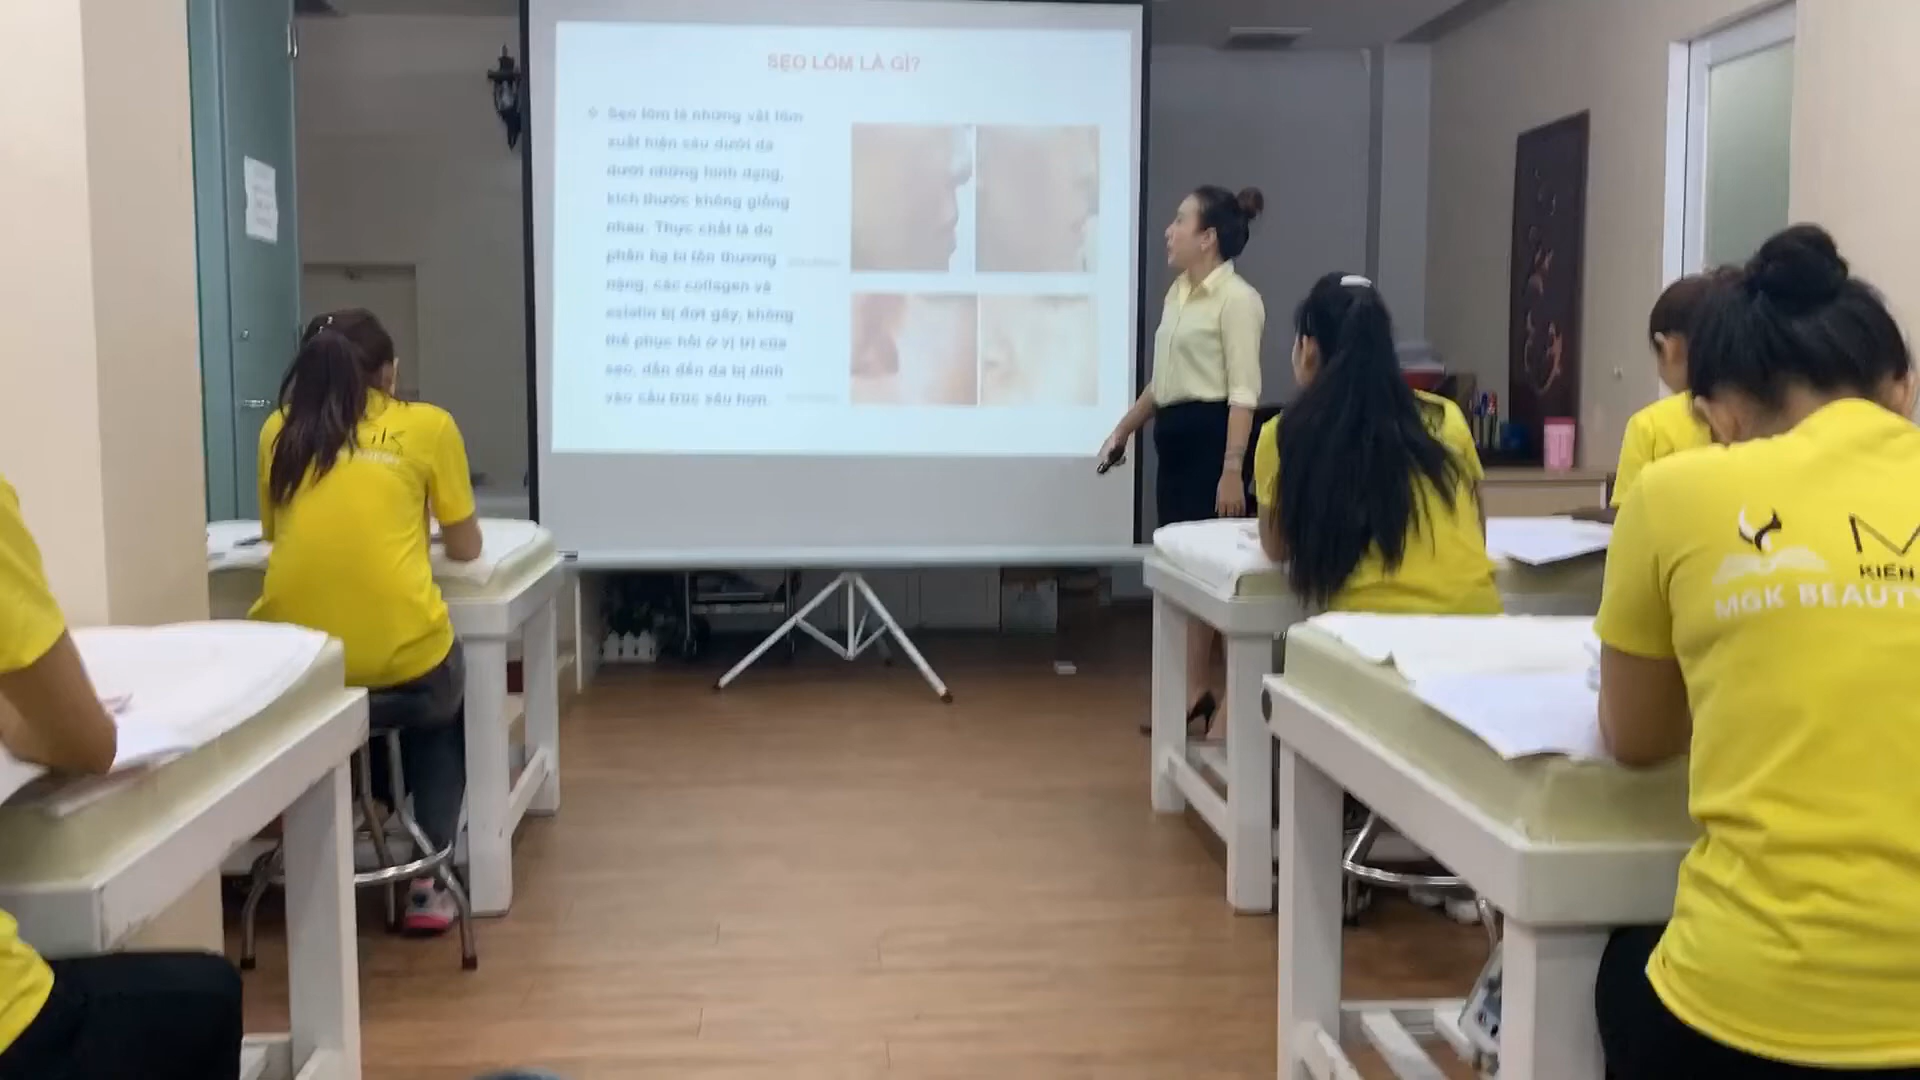 SẸO LÕM LÀ GÌ?
Sẹo lõm là những vết lõm
xuất hiện sâu dưới da
dưới những hình dạng,
kích thước không giống
nhau. Thực chất là do
phần hạ bì tổn thương
nặng, các collagen và
bị đứt gãy, không
thể phục hồi ở vị trí của
sẹo, dẫn đến da bị dính
vào cấu trúc sâu hơn.
KIẾN
MGK BEAUTY